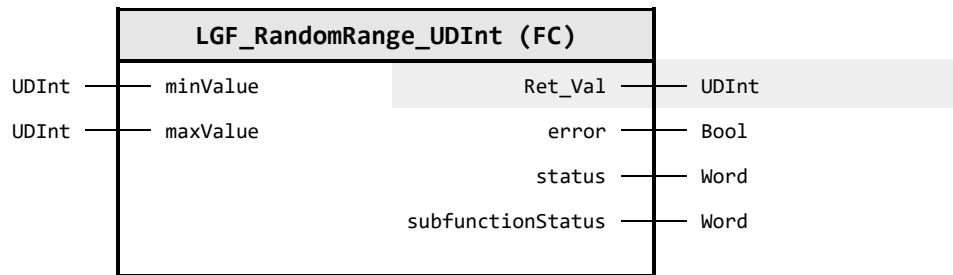 LGF_RandomRange_UDInt (FC)
UDInt minValue Ret_Val UDInt
UDInt maxValue error Bool
status Word
subfunctionStatus Word